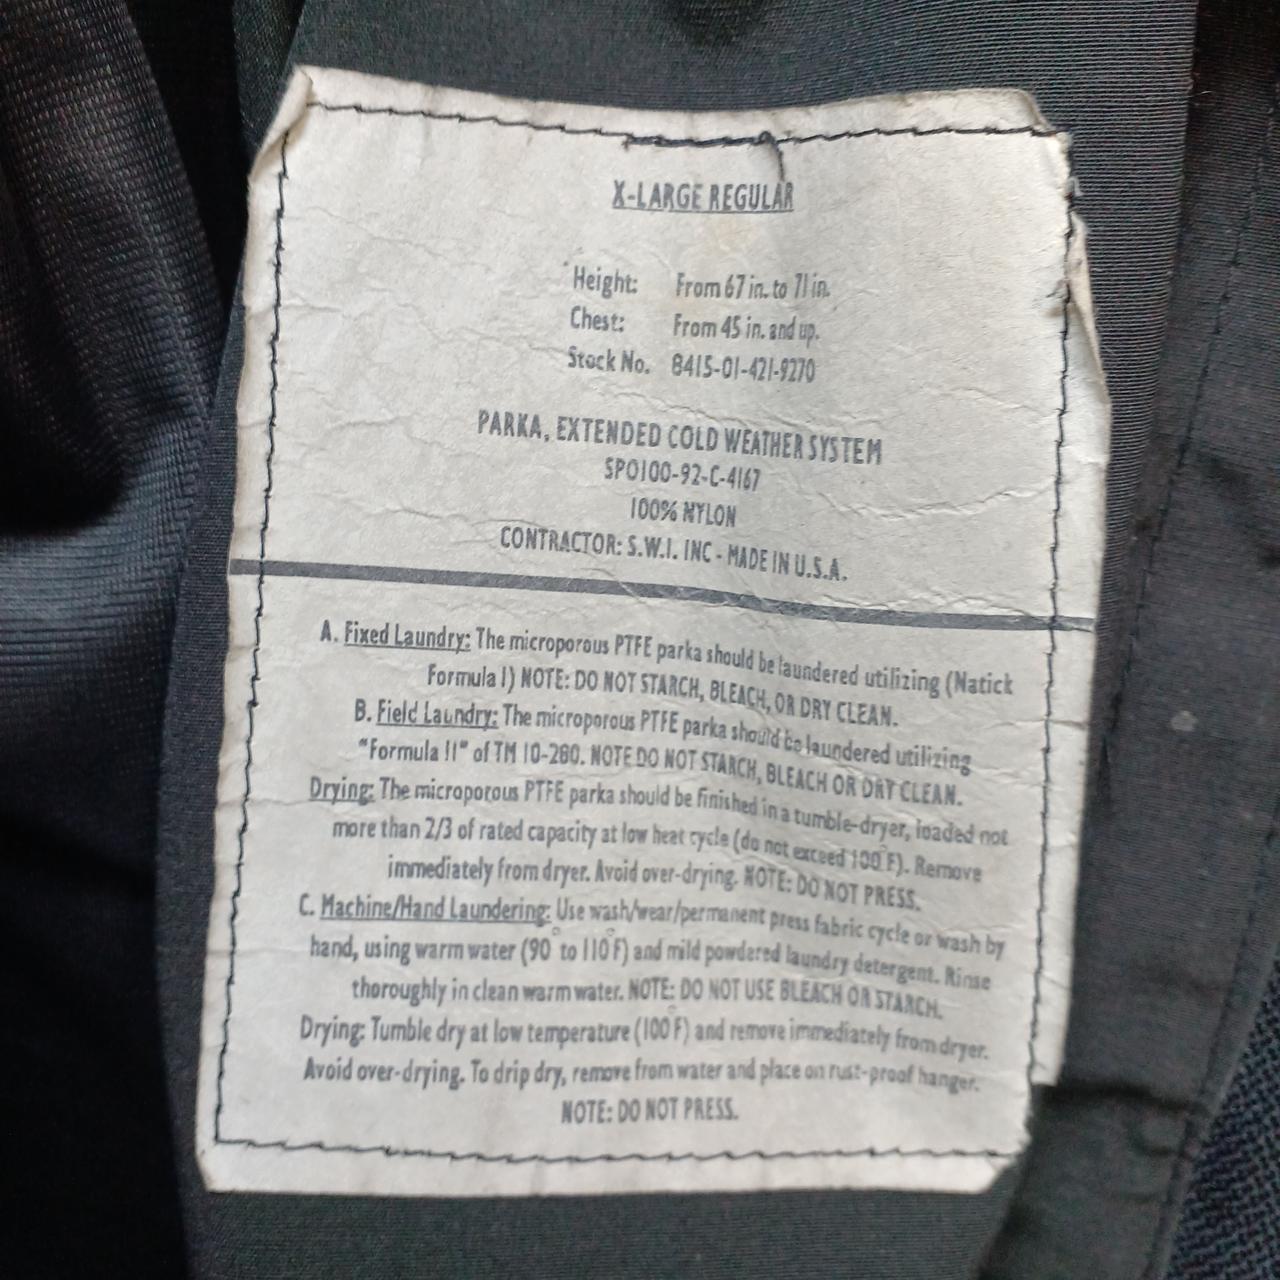 X-LARGE REGULAR
Height: From 67 in. to 71 in.
Chest: From 45 in. and up.
Stock No. 8415-01-421-9270
PARKA, EXTENDED COLD WEATHER SYSTEM
SPO100-92-C-4167
100% NYLON
CONTRACTOR: S.W.I. INC - MADE IN U.S.A.
A. Fixed Laundry: The microporous PTFE parka should be laundered utilizing (Natick
Formula I) NOTE: DO NOT STARCH, BLEACH, OR DRY CLEAN.
B. Field Laundry: The microporous PTFE parka should be laundered utilizing
"Formula II" of TM 10-280. NOTE DO NOT STARCH, BLEACH OR DRY CLEAN.
Drying: The microporous PTFE parka should be finished in a tumble-dryer, loaded not
more than 2/3 of rated capacity at low heat cycle (do not exceed 100°F). Remove
immediately from dryer. Avoid over-drying. NOTE: DO NOT PRESS.
C. Machine/Hand Laundering: Use wash/wear/permanent press fabric cycle or wash by
hand, using warm water (90° to 110°F) and mild powdered laundry detergent. Rinse
thoroughly in clean warm water. NOTE: DO NOT USE BLEACH OR STARCH.
Drying: Tumble dry at low temperature (100°F) and remove immediately from dryer.
Avoid over-drying. To drip dry, remove from water and place on rust-proof hanger.
NOTE: DO NOT PRESS.